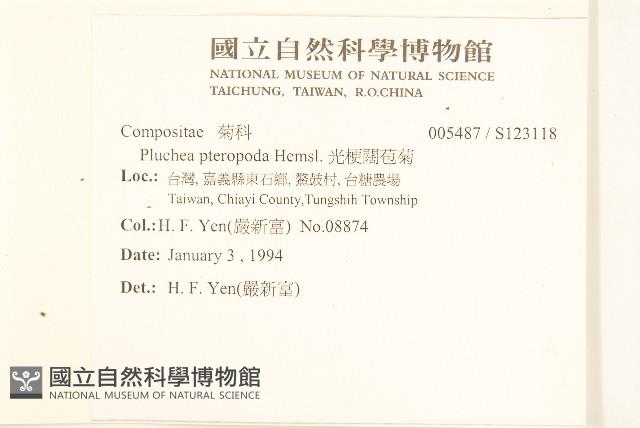 國立自然科學博物館
NATIONAL MUSEUM OF NATURAL SCIENCE
TAICHUNG, TAIWAN, R.O.CHINA
Compositae 菊科 005487 / S123118
Pluchea pteropoda Hemsl. 光梗闊苞菊
Loc.: 台灣, 嘉義縣東石鄉, 鰲鼓村, 台糖農場
Taiwan, Chiayi County,Tungshih Township
Col.:H. F. Yen(嚴新富) No.08874
Date: January 3 , 1994
Det.: H. F. Yen(嚴新富)
國立自然科學博物館
NATIONAL MUSEUM OF NATURAL SCIENCE